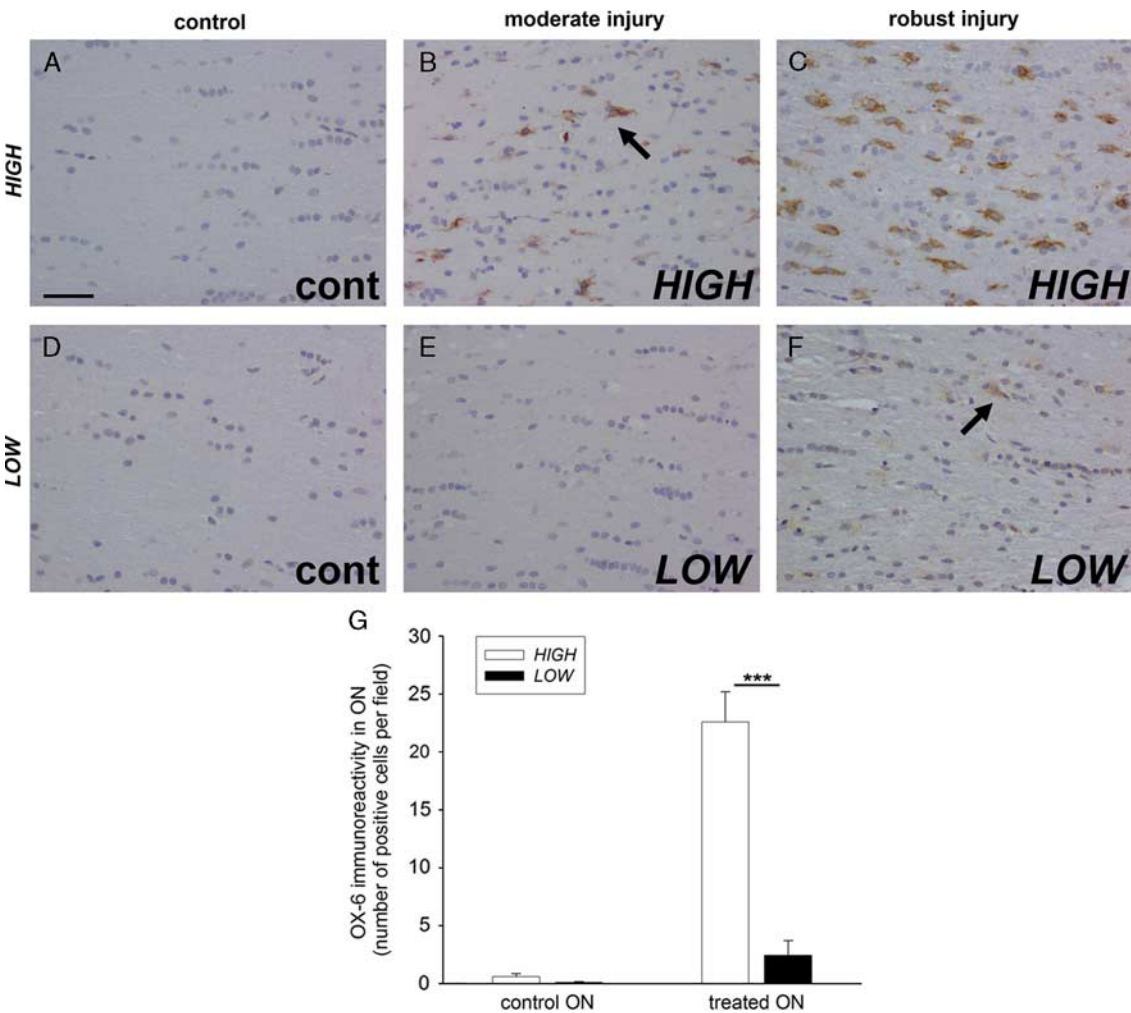 control
moderate injury
robust injury
HIGH
A
cont
B
HIGH
C
HIGH
LOW
D
cont
E
LOW
F
LOW
G
OX-6 immunoreactivity in ON
(number of positive cells per field)
30
25
20
15
10
5
0
HIGH
LOW
***
control ON
treated ON